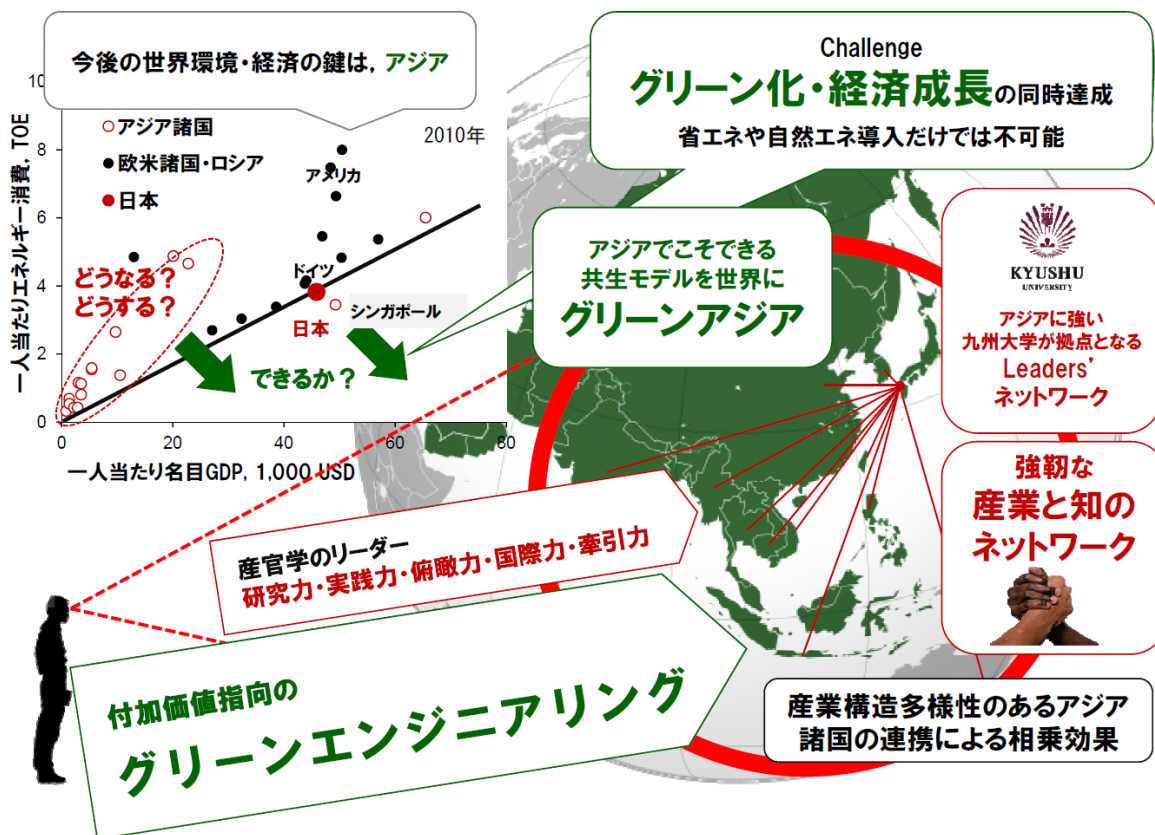 今後の世界環境・経済の鍵は, アジア
Challenge
グリーン化・経済成長の同時達成
省エネや自然エネ導入だけでは不可能
一人当たりエネルギー消費, TOE
10
8
6
4
2
0
アジア諸国
欧米諸国・ロシア
日本
2010年
アメリカ
ドイツ
日本
シンガポール
どうなる?
どうする?
できるか?
0
20
40
60
80
一人当たり名目GDP, 1,000 USD
アジアでこそできる
共生モデルを世界に
グリーンアジア
KYUSHU
UNIVERSITY
アジアに強い
九州大学が拠点となる
Leaders’
ネットワーク
強靭な
産業と知の
ネットワーク
産官学のリーダー
研究力・実践力・俯瞰力・国際力・牽引力
付加価値指向の
グリーンエンジニアリング
産業構造多様性のあるアジア
諸国の連携による相乗効果